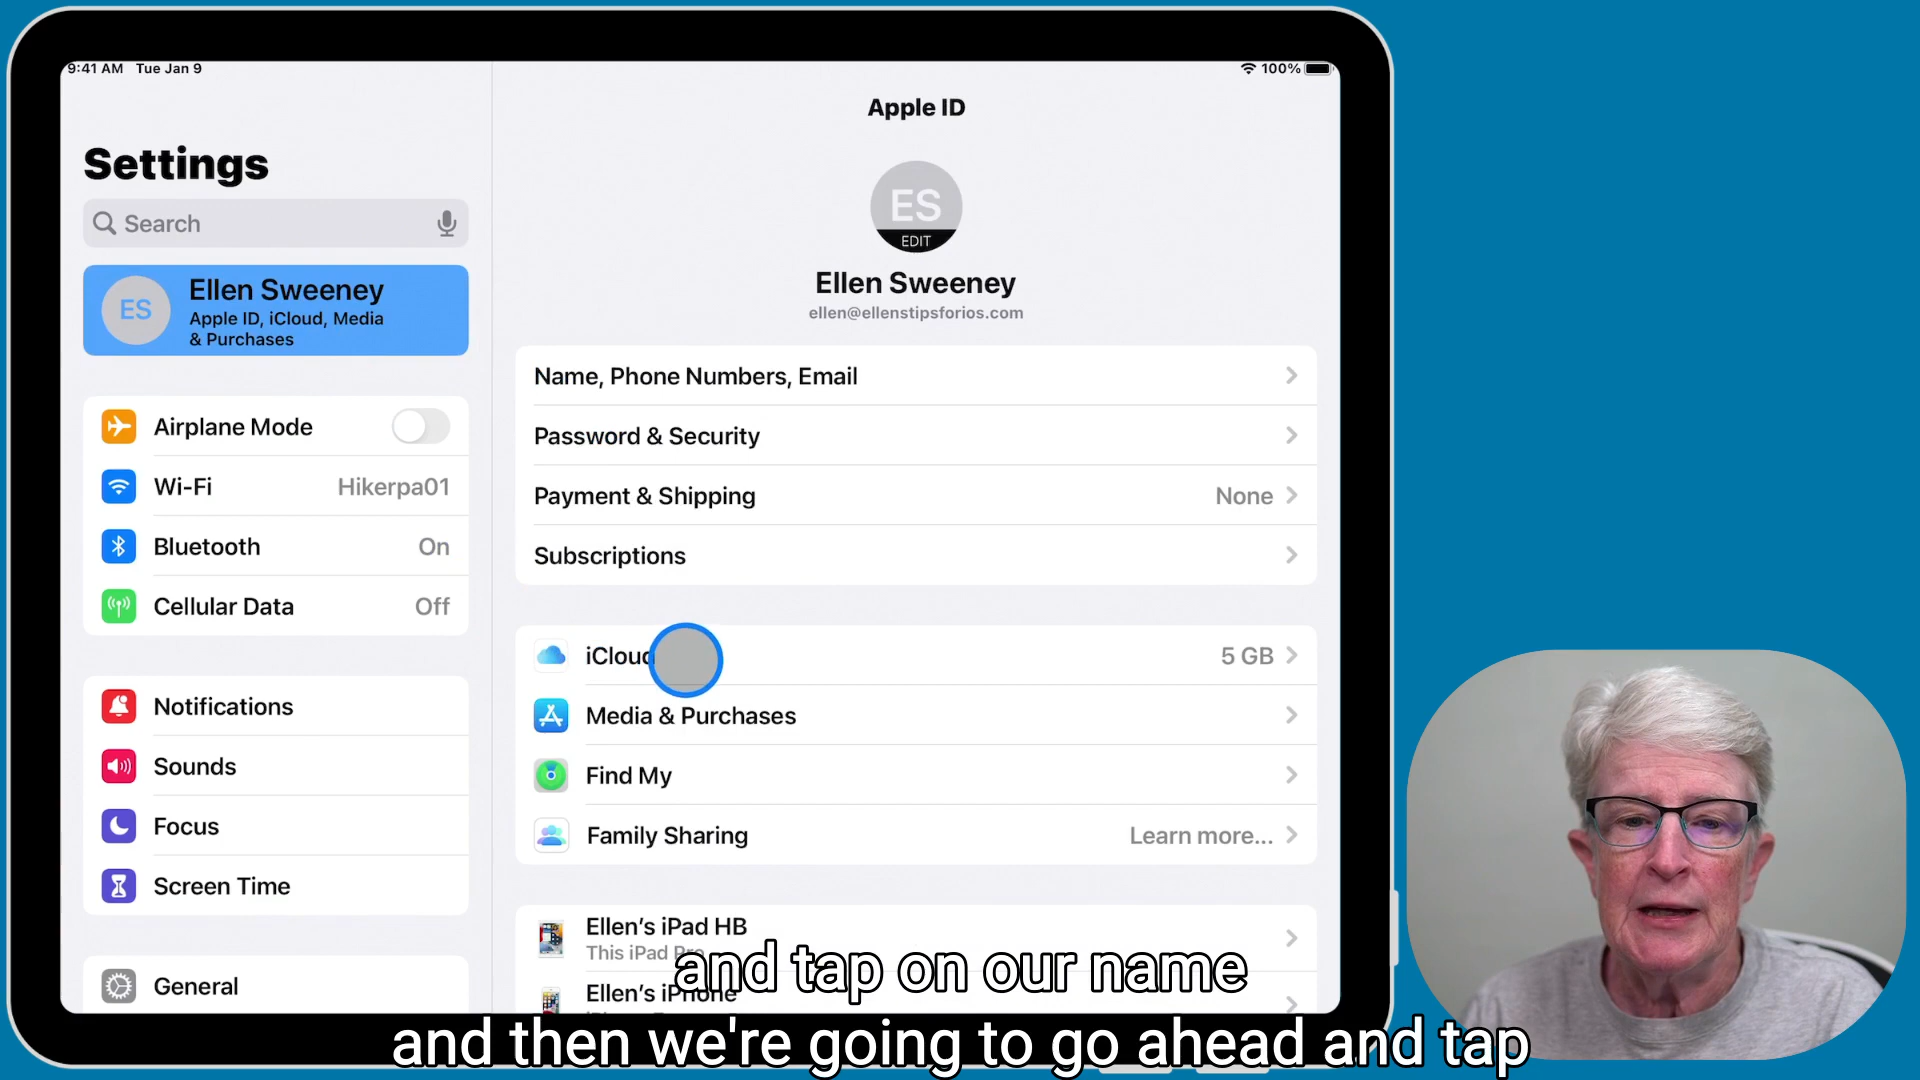 9:41 AM Tue Jan 9
100%
Settings
Search
ES
Ellen Sweeney
Apple ID, iCloud, Media
& Purchases
Airplane Mode
Wi-Fi Hikerpa01
Bluetooth On
Cellular Data Off
Notifications
Sounds
Focus
Screen Time
General
Apple ID
ES
EDIT
Ellen Sweeney
ellen@ellenstipsforios.com
Name, Phone Numbers, Email
Password & Security
Payment & Shipping None
Subscriptions
iCloud 5 GB
Media & Purchases
Find My
Family Sharing Learn more...
Ellen's iPad HB
This iPad Pro
Ellen's iPhone
and tap on our name
and then we're going to go ahead and tap